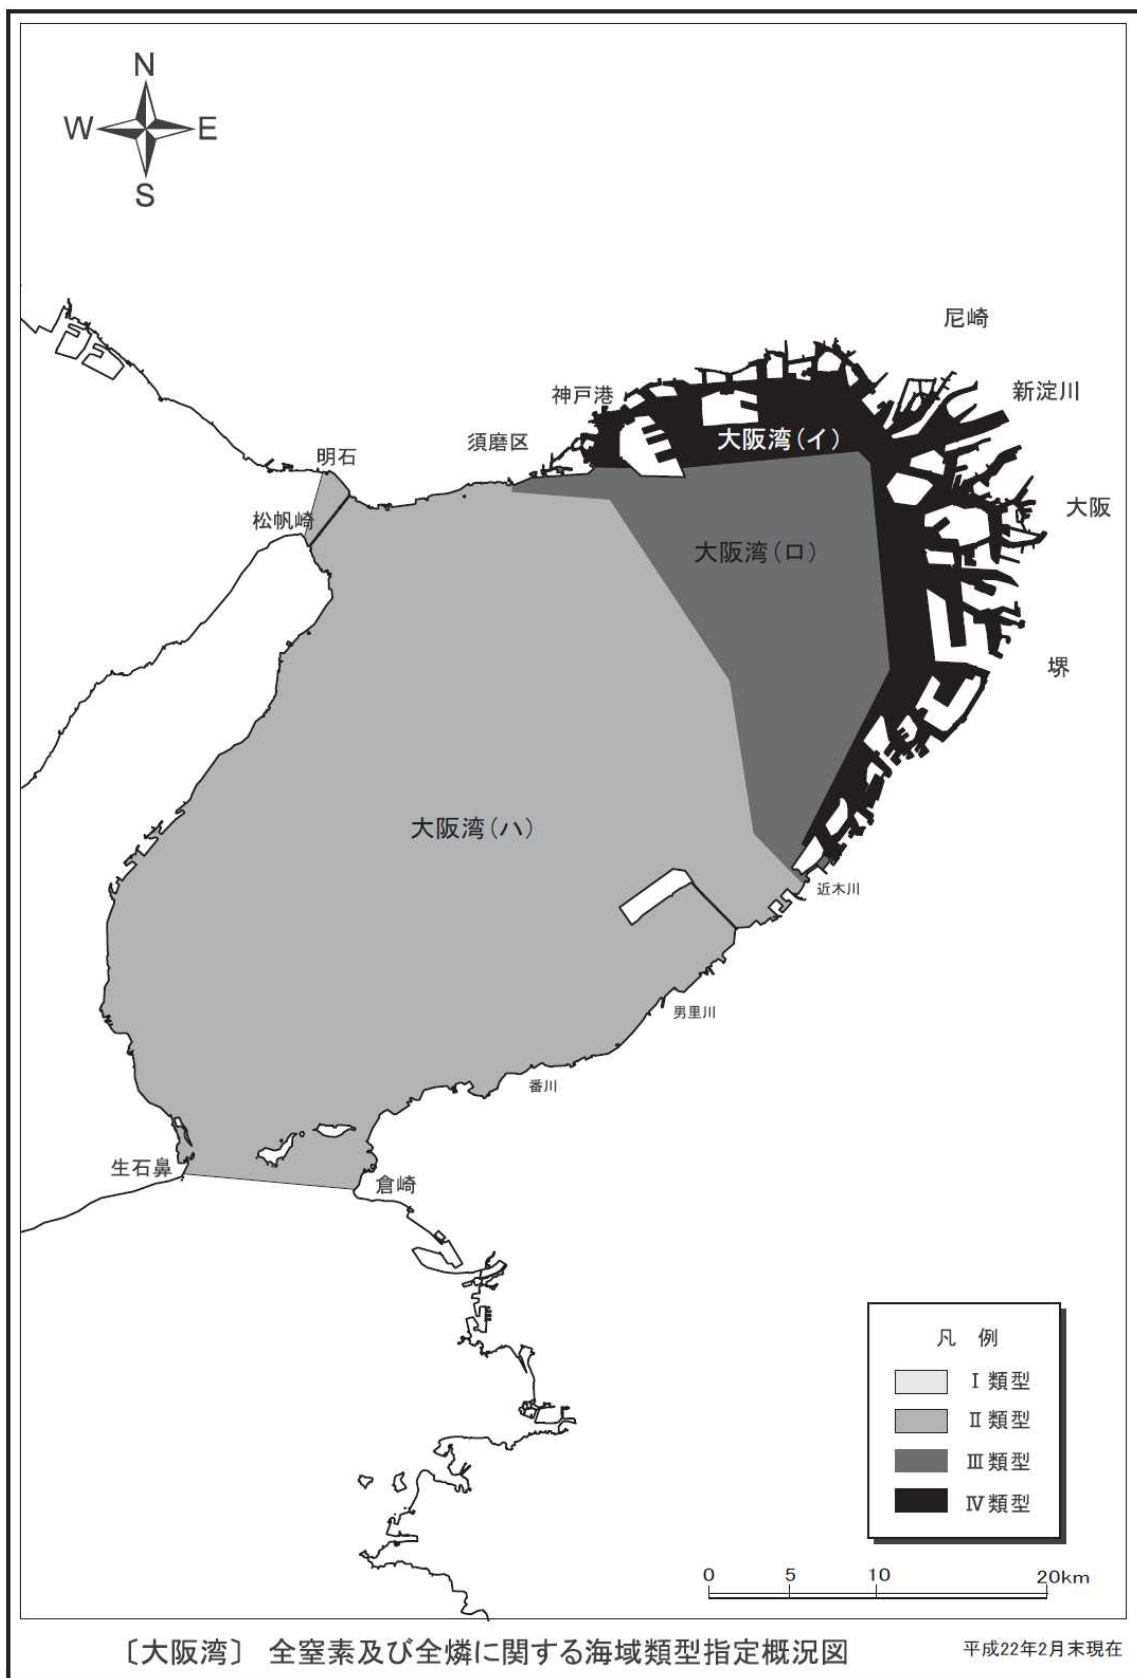 N
W E
S
尼崎
神戸港
新淀川
大阪湾(イ)
須磨区
明石
大阪
松帆崎
大阪湾(ロ)
堺
大阪湾(ハ)
近木川
男里川
番川
生石鼻
倉崎
凡 例
Ⅰ類型
Ⅱ類型
Ⅲ類型
Ⅳ類型
0 5 10 20km
〔大阪湾〕 全窒素及び全燐に関する海域類型指定概況図
平成22年2月末現在